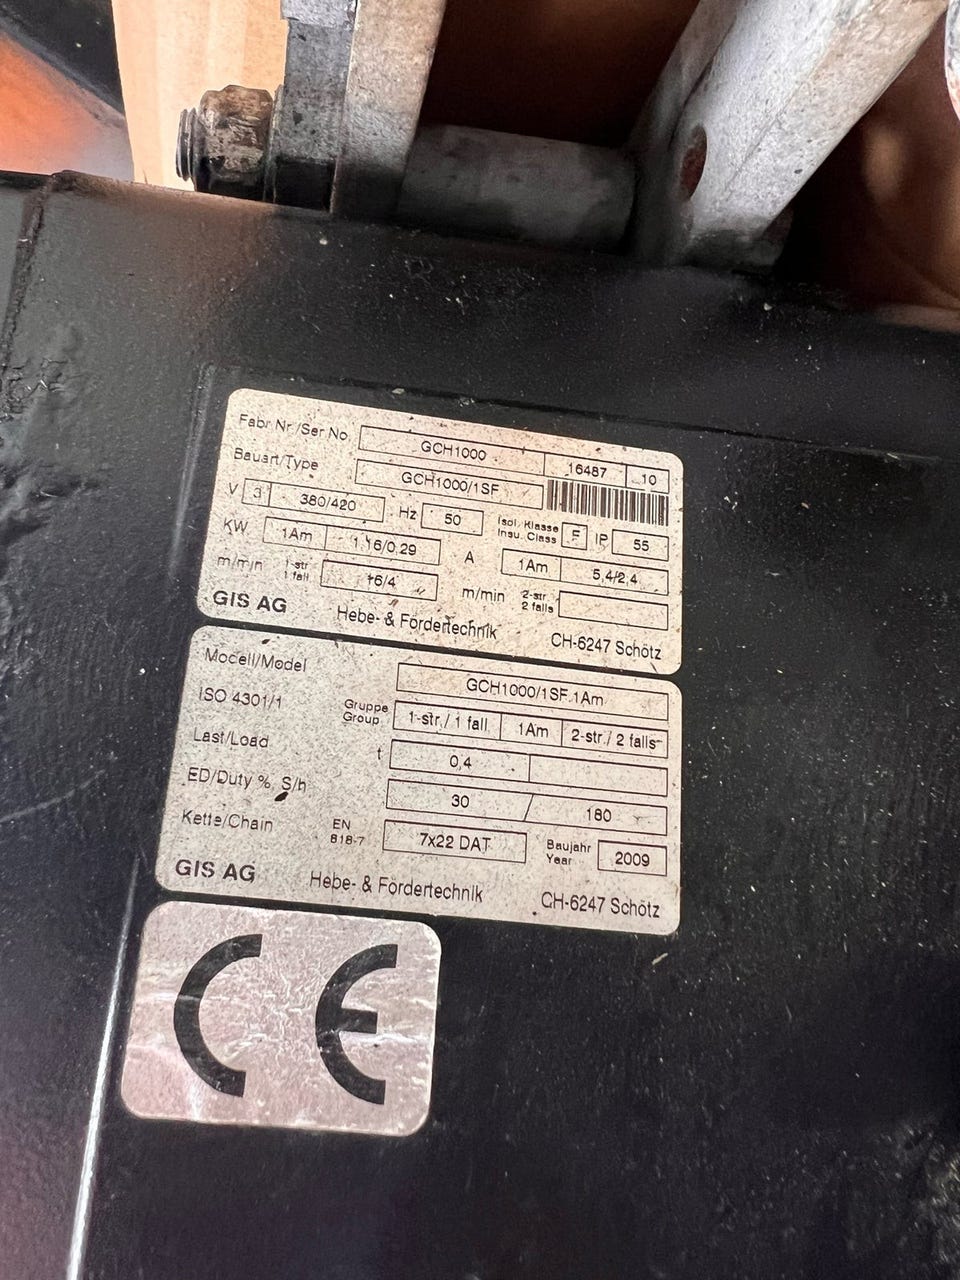 Fabr Nr./Ser No. GCH1000 16487 10
Bauart/Type GCH1000/1SF
V 3 380/420 Hz 50 Isol. Klasse Insu. Class F IP 55
KW 1Am 1,16/0,29 A 1Am 5,4/2,4
m/min 1-str 1 fall 16/4 m/min 2-str. 2 falls
GIS AG Hebe- & Fördertechnik CH-6247 Schötz
Modell/Model GCH1000/1SF.1Am
ISO 4301/1 Gruppe Group 1-str./ 1 fall 1Am 2-str./ 2 falls
Last/Load t 0,4
ED/Duty %, S/h 30 / 180
Kette/Chain EN 818-7 7x22 DAT Baujahr Year 2009
GIS AG Hebe- & Fördertechnik CH-6247 Schötz
CE